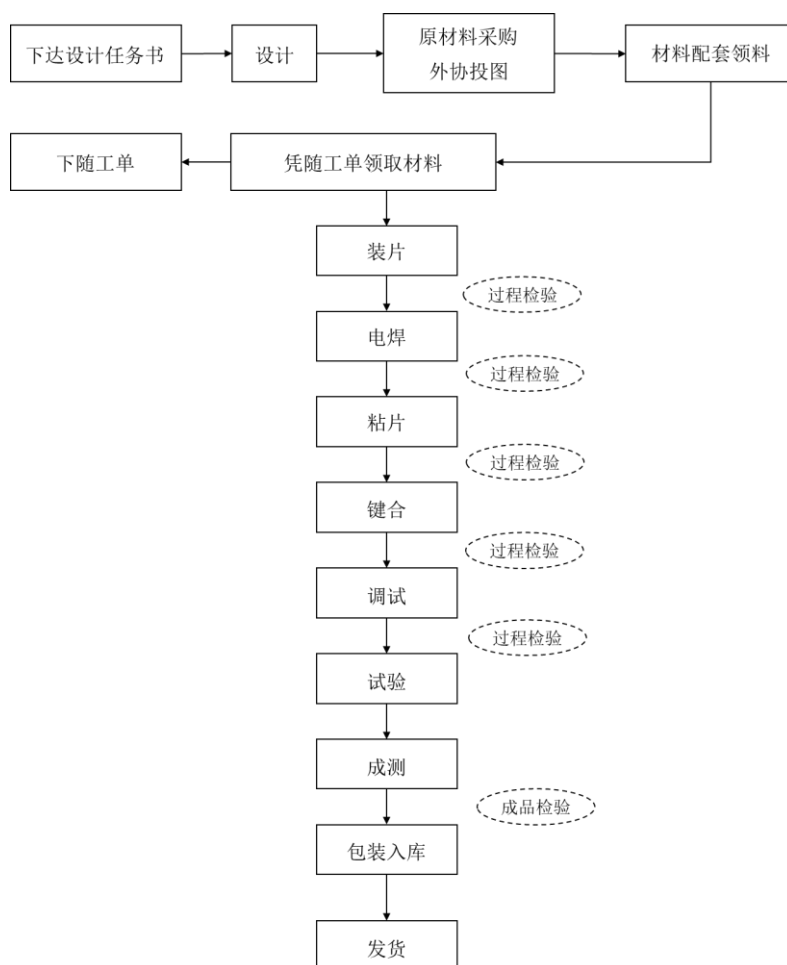 下达设计任务书
设计
原材料采购
外协投图
材料配套领料
下随工单
凭随工单领取材料
装片
过程检验
电焊
过程检验
粘片
过程检验
键合
过程检验
调试
过程检验
试验
成测
成品检验
包装入库
发货